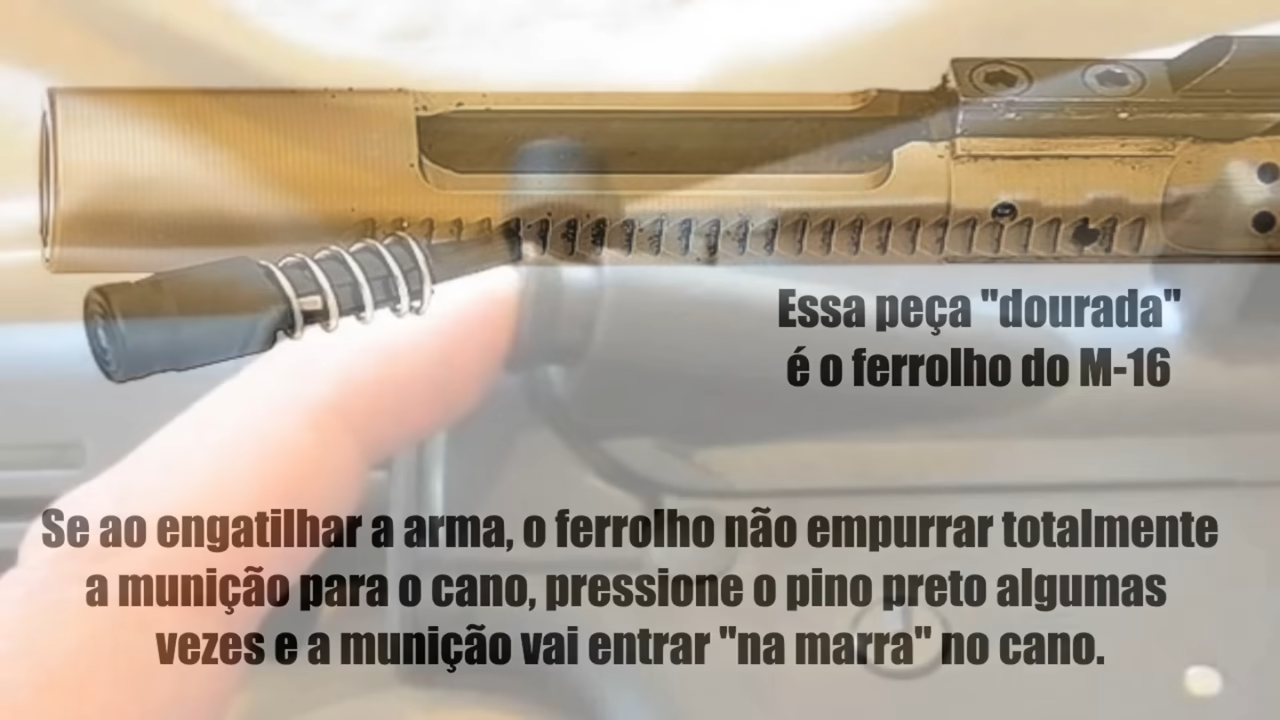 Essa peça "dourada"
é o ferrolho do M-16
Se ao engatilhar a arma, o ferrolho não empurrar totalmente
a munição para o cano, pressione o pino preto algumas
vezes e a munição vai entrar "na marra" no cano.